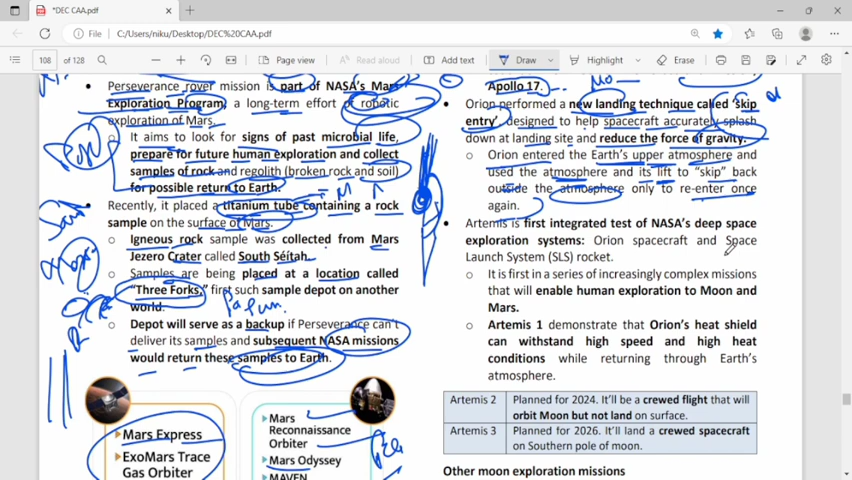 *DEC CAA.pdf
File
C:/Users/niku/Desktop/DEC%20CAA.pdf
108 of 128
Page view
Read aloud
Add text
Draw
Highlight
Erase
Perseverance rover mission is part of NASA's Mars
Exploration Program, a long-term effort of robotic
exploration of Mars.
It aims to look for signs of past microbial life,
prepare for future human exploration and collect
samples of rock and regolith (broken rock and soil)
for possible return to Earth.
Recently, it placed a titanium tube containing a rock
sample on the surface of Mars.
Igneous rock sample was collected from Mars
Jezero Crater called South Séítah.
Samples are being placed at a location called
"Three Forks," first such sample depot on another
world.
Depot will serve as a backup if Perseverance can't
deliver its samples and subsequent NASA missions
would return these samples to Earth.
Mars Express
ExoMars Trace
Gas Orbiter
Mars
Reconnaissance
Orbiter
Mars Odyssey
MAVEN
Apollo 17.
Orion performed a new landing technique called 'skip
entry', designed to help spacecraft accurately splash
down at landing site and reduce the force of gravity.
Orion entered the Earth's upper atmosphere and
used the atmosphere and its lift to "skip" back
outside the atmosphere only to re-enter once
again.
Artemis is first integrated test of NASA's deep space
exploration systems: Orion spacecraft and Space
Launch System (SLS) rocket.
It is first in a series of increasingly complex missions
that will enable human exploration to Moon and
Mars.
Artemis 1 demonstrate that Orion's heat shield
can withstand high speed and high heat
conditions while returning through Earth's
atmosphere.
Artemis 2 Planned for 2024. It'll be a crewed flight that will
orbit Moon but not land on surface.
Artemis 3 Planned for 2026. It'll land a crewed spacecraft
on Southern pole of moon.
Other moon exploration missions